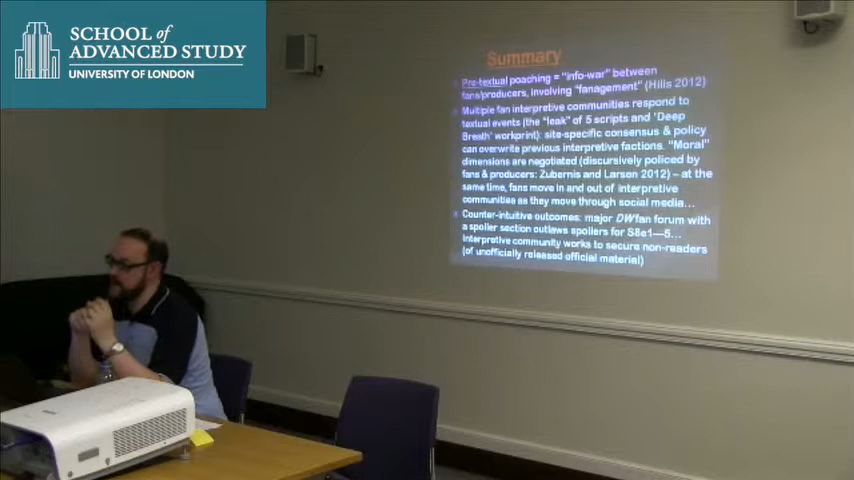 SCHOOL of
ADVANCED STUDY
UNIVERSITY OF LONDON
Summary
Pre-textual poaching = "info-war" between
fans/producers, involving "fanagement" (Hills 2012)
Multiple fan interpretive communities respond to
textual events (the "leak" of 5 scripts and 'Deep
Breath' workprint): site-specific consensus & policy
can overwrite previous interpretive factions. "Moral"
dimensions are negotiated (discursively policed by
fans & producers: Zubernis and Larsen 2012) – at the
same time, fans move in and out of interpretive
communities as they move through social media…
Counter-intuitive outcomes: major DW fan forum with
a spoiler section outlaws spoilers for S8e1—5…
Interpretive community works to secure non-readers
(of unofficially released official material)